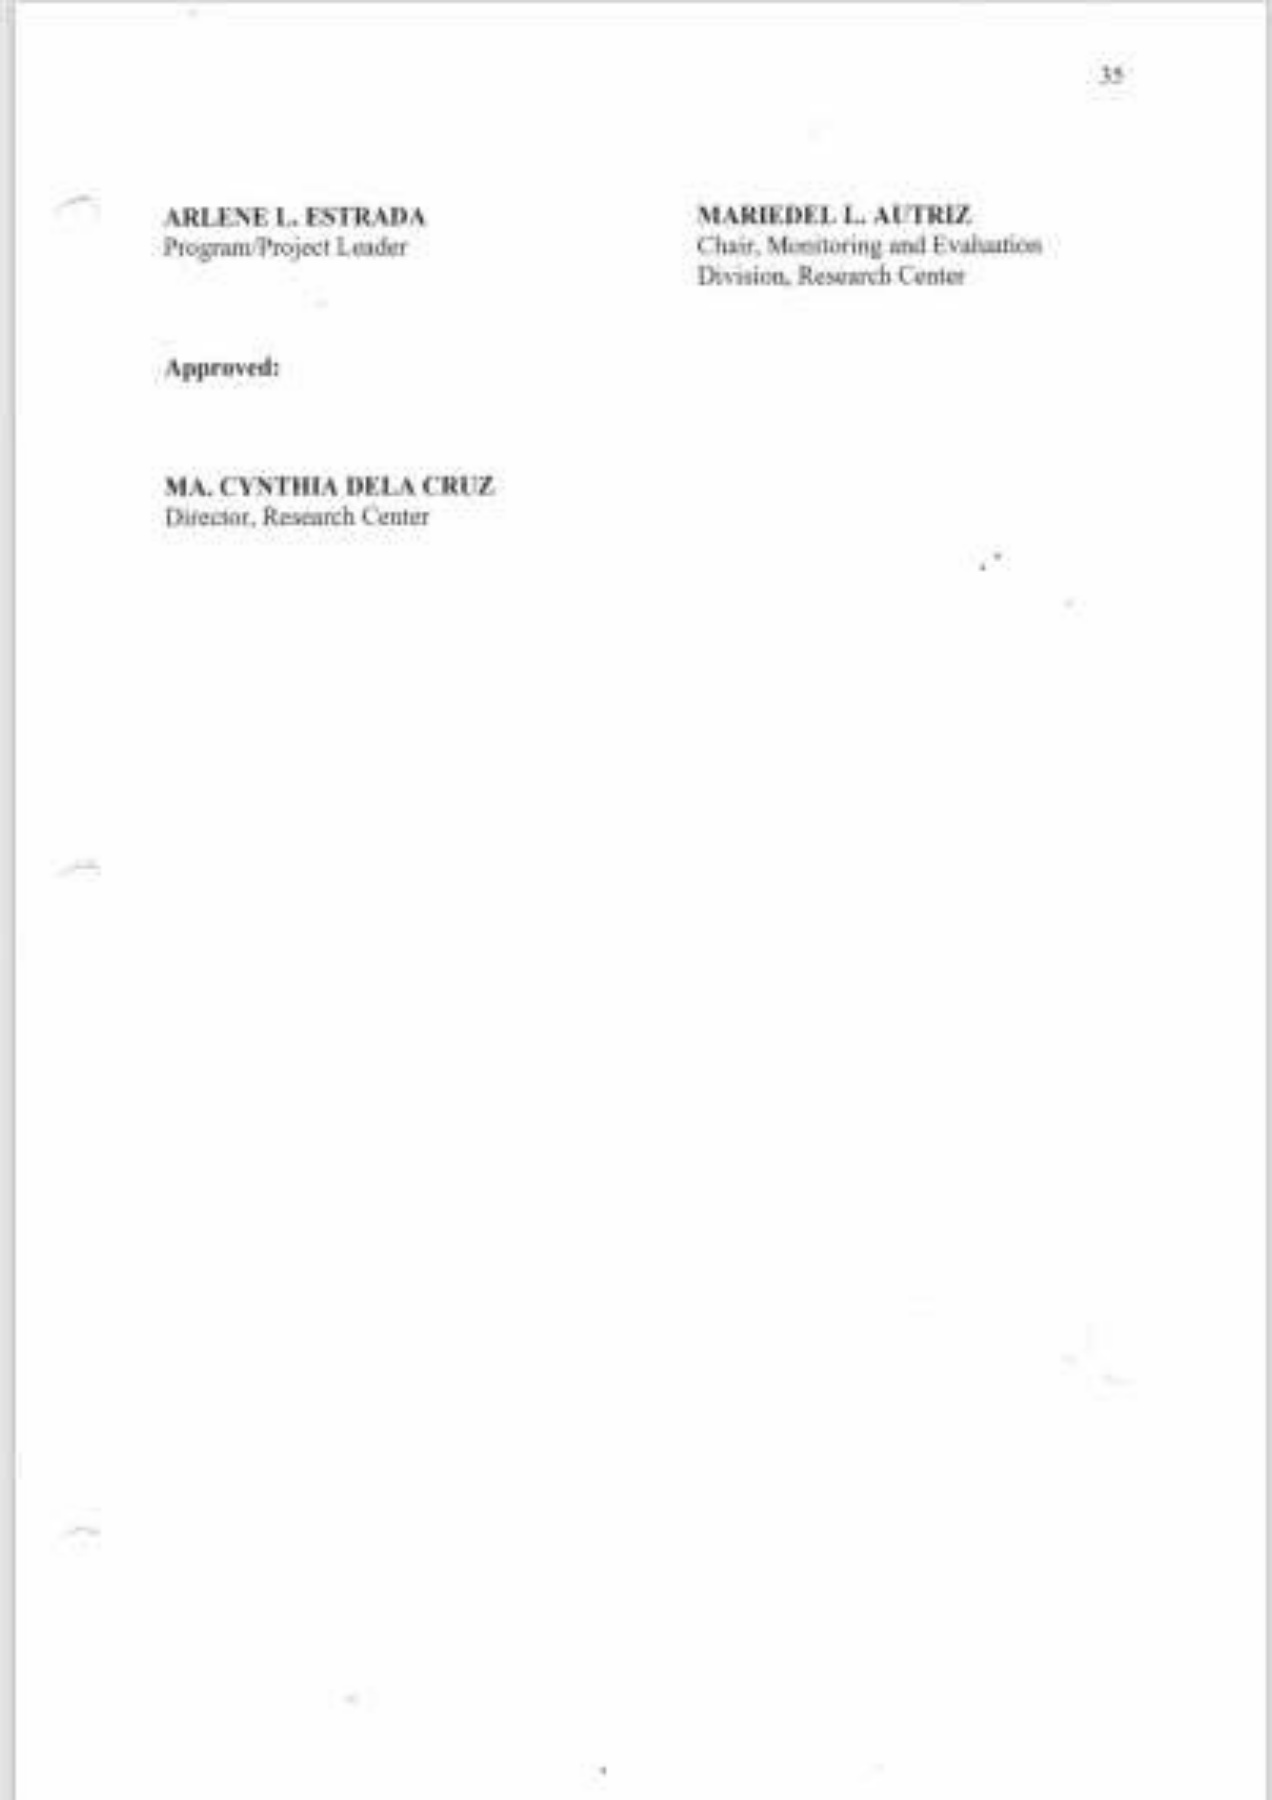 35
ARLENE L. ESTRADA
Program/Project Leader
MARIEDEL L. AUTRIZ
Chair, Monitoring and Evaluation
Division, Research Center
Approved:
MA. CYNTHIA DELA CRUZ
Director, Research Center